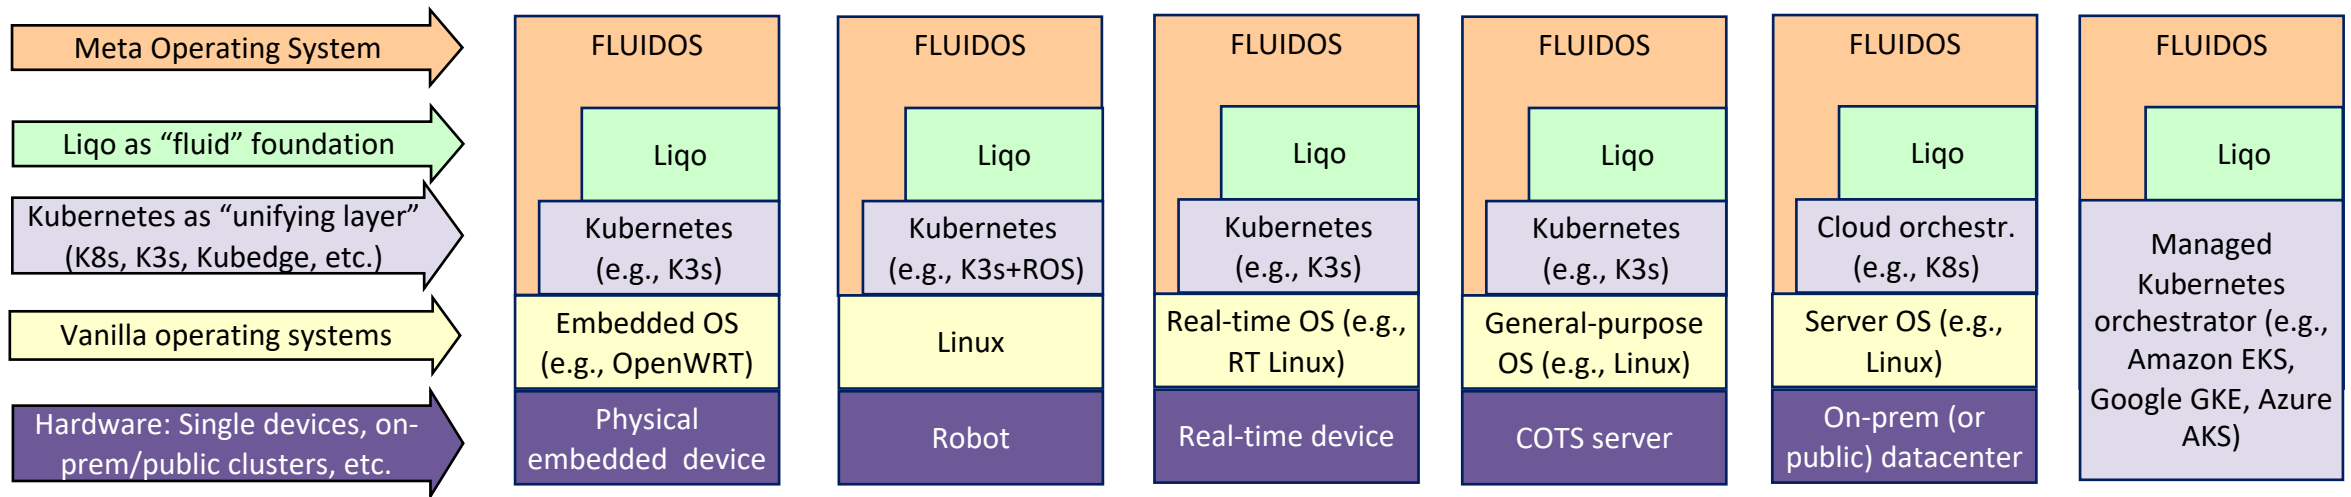 Meta Operating System
Liqo as “fluid” foundation
Kubernetes as “unifying layer”
(K8s, K3s, Kubedge, etc.)
Vanilla operating systems
Hardware: Single devices, on-
prem/public clusters, etc.
FLUIDOS
Liqo
Kubernetes
(e.g., K3s)
Embedded OS
(e.g., OpenWRT)
Physical
embedded device
FLUIDOS
Liqo
Kubernetes
(e.g., K3s+ROS)
Linux
Robot
FLUIDOS
Liqo
Kubernetes
(e.g., K3s)
Real-time OS (e.g.,
RT Linux)
Real-time device
FLUIDOS
Liqo
Kubernetes
(e.g., K3s)
General-purpose
OS (e.g., Linux)
COTS server
FLUIDOS
Liqo
Cloud orchestr.
(e.g., K8s)
Server OS (e.g.,
Linux)
On-prem (or
public) datacenter
FLUIDOS
Liqo
Managed
Kubernetes
orchestrator (e.g.,
Amazon EKS,
Google GKE, Azure
AKS)